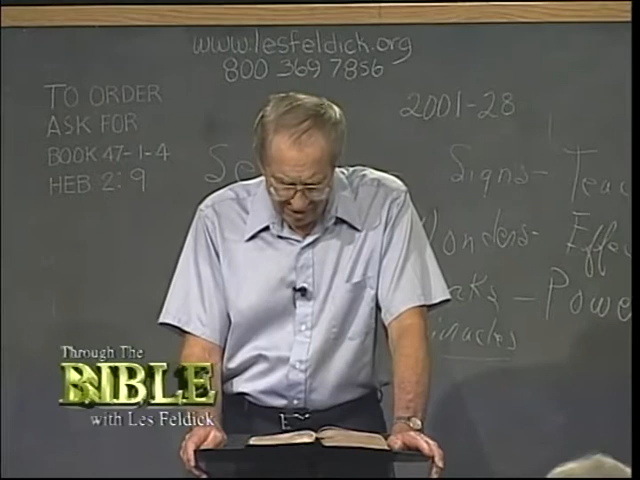 www.lesfeldick.org
800 369 7856
TO ORDER
ASK FOR
BOOK 47-1-4
HEB 2:9
2001-28
Signs-
Wonders-
Powe
Through The
BIBLE
with Les Feldick